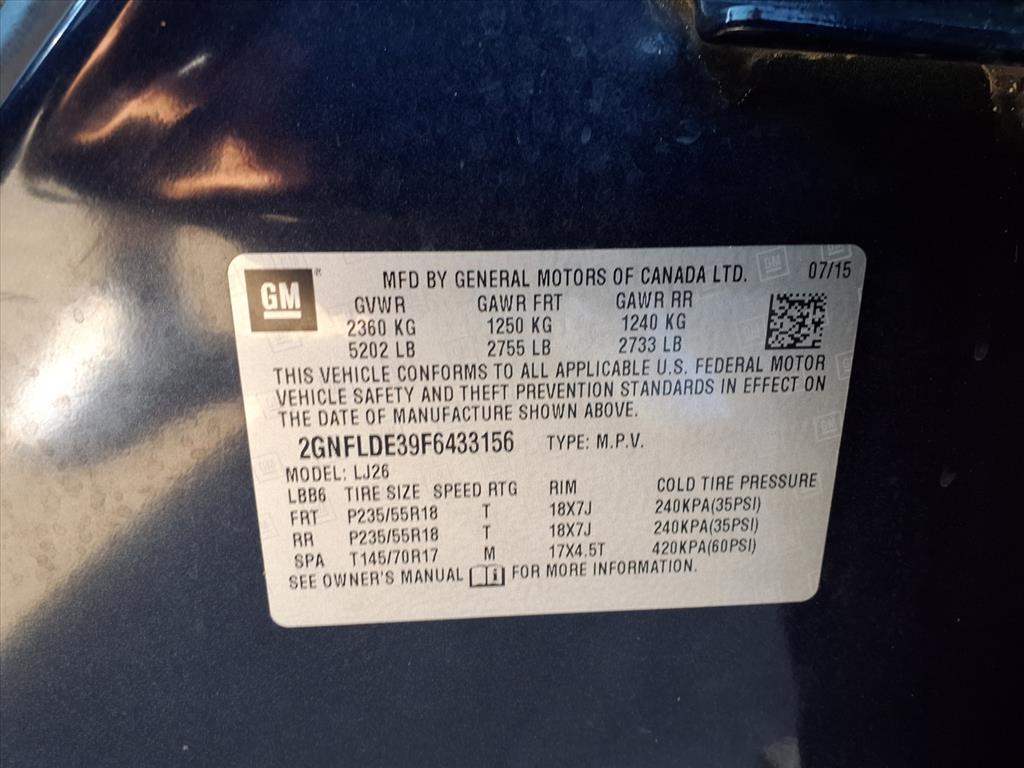 GM ® MFD BY GENERAL MOTORS OF CANADA LTD. 07/15
GVWR GAWR FRT GAWR RR
2360 KG 1250 KG 1240 KG
5202 LB 2755 LB 2733 LB
THIS VEHICLE CONFORMS TO ALL APPLICABLE U.S. FEDERAL MOTOR
VEHICLE SAFETY AND THEFT PREVENTION STANDARDS IN EFFECT ON
THE DATE OF MANUFACTURE SHOWN ABOVE.
2GNFLDE39F6433156 TYPE: M.P.V.
MODEL: LJ26
LBB6 TIRE SIZE SPEED RTG RIM COLD TIRE PRESSURE
FRT P235/55R18 T 18X7J 240KPA(35PSI)
RR P235/55R18 T 18X7J 240KPA(35PSI)
SPA T145/70R17 M 17X4.5T 420KPA(60PSI)
SEE OWNER'S MANUAL i FOR MORE INFORMATION.